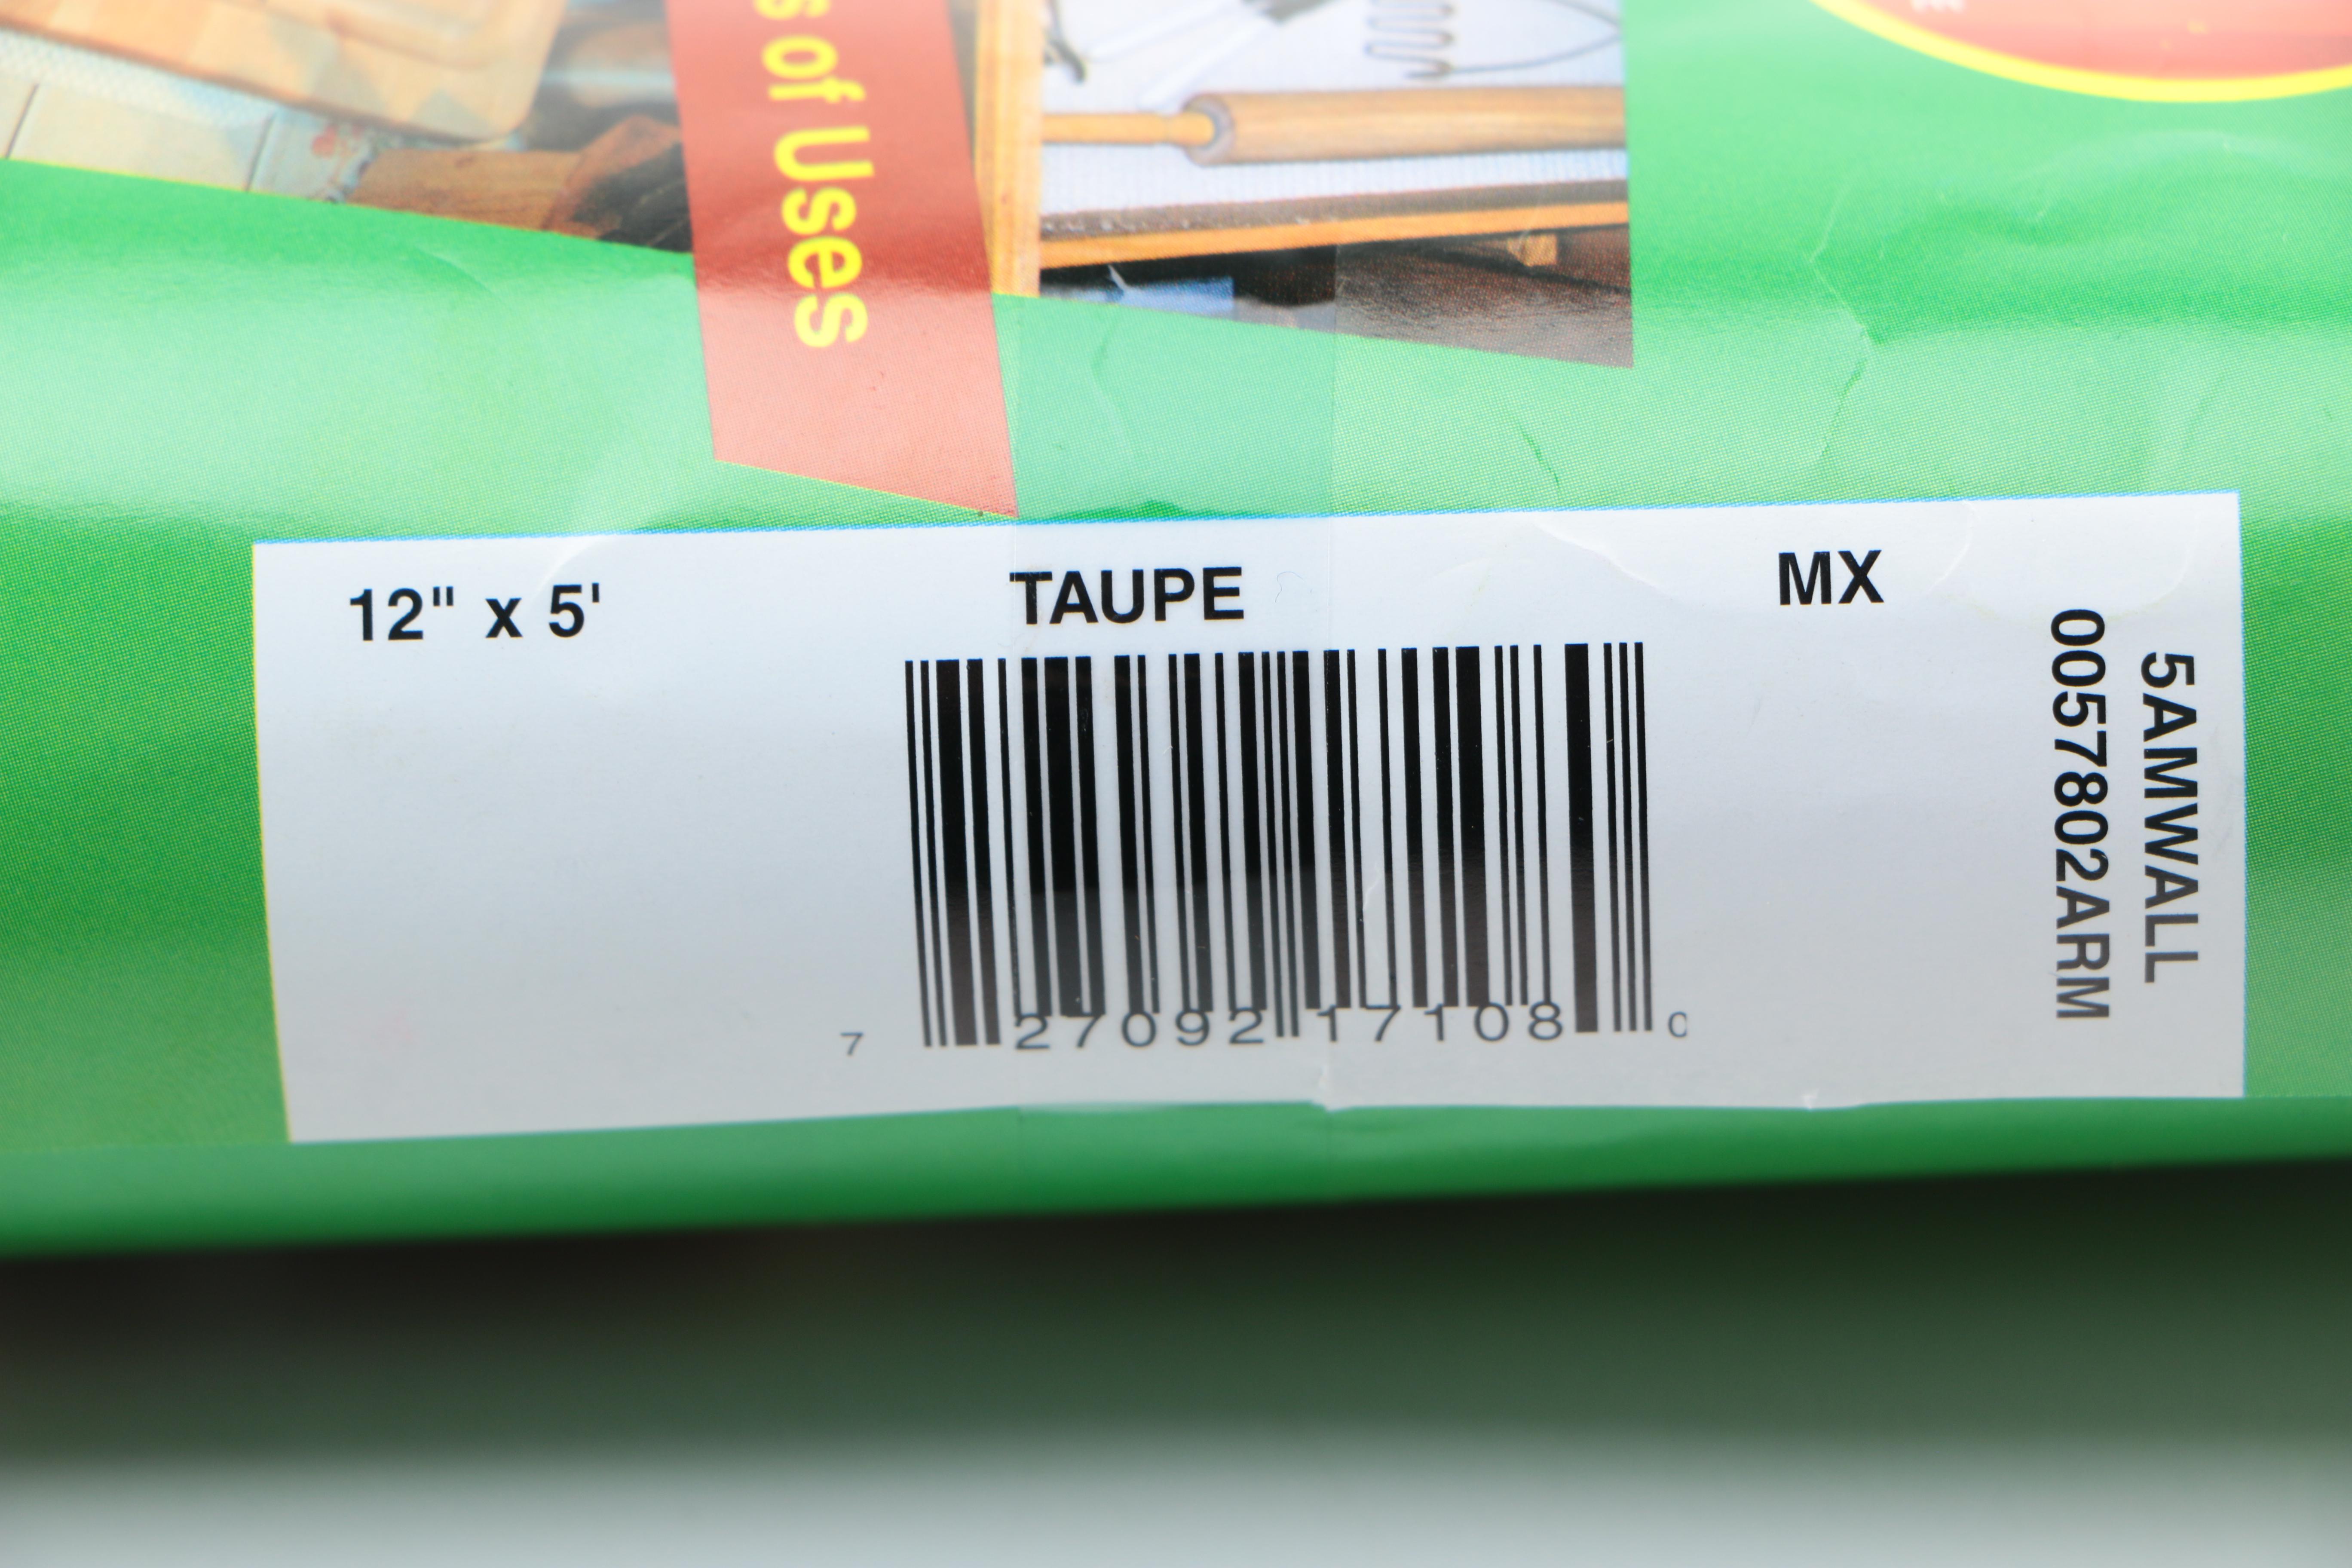 s of Uses
12" x 5'
TAUPE
MX
7 27092 17108 0
5AMWALL
0057802ARM